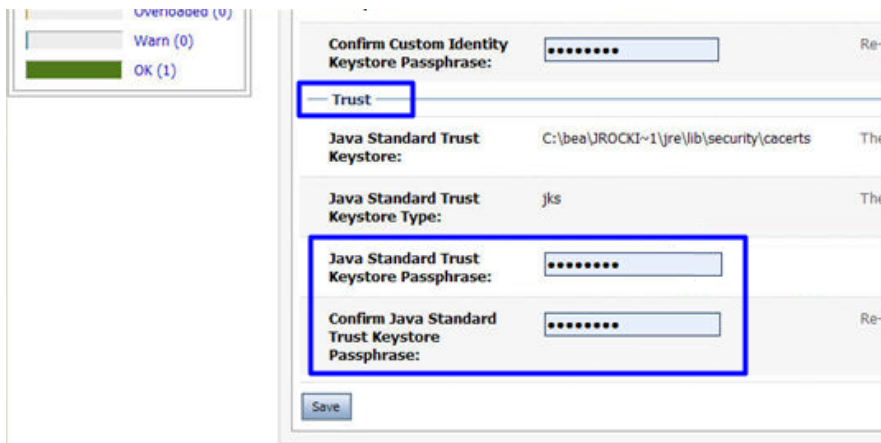 Overloaded (0)
Warn (0)
OK (1)
Confirm Custom Identity
Keystore Passphrase:
••••••••
Re-
Trust
Java Standard Trust
Keystore:
C:\bea\JROCKI~1\jre\lib\security\cacerts
The
Java Standard Trust
Keystore Type:
jks
The
Java Standard Trust
Keystore Passphrase:
••••••••
Confirm Java Standard
Trust Keystore
Passphrase:
••••••••
Re-
Save